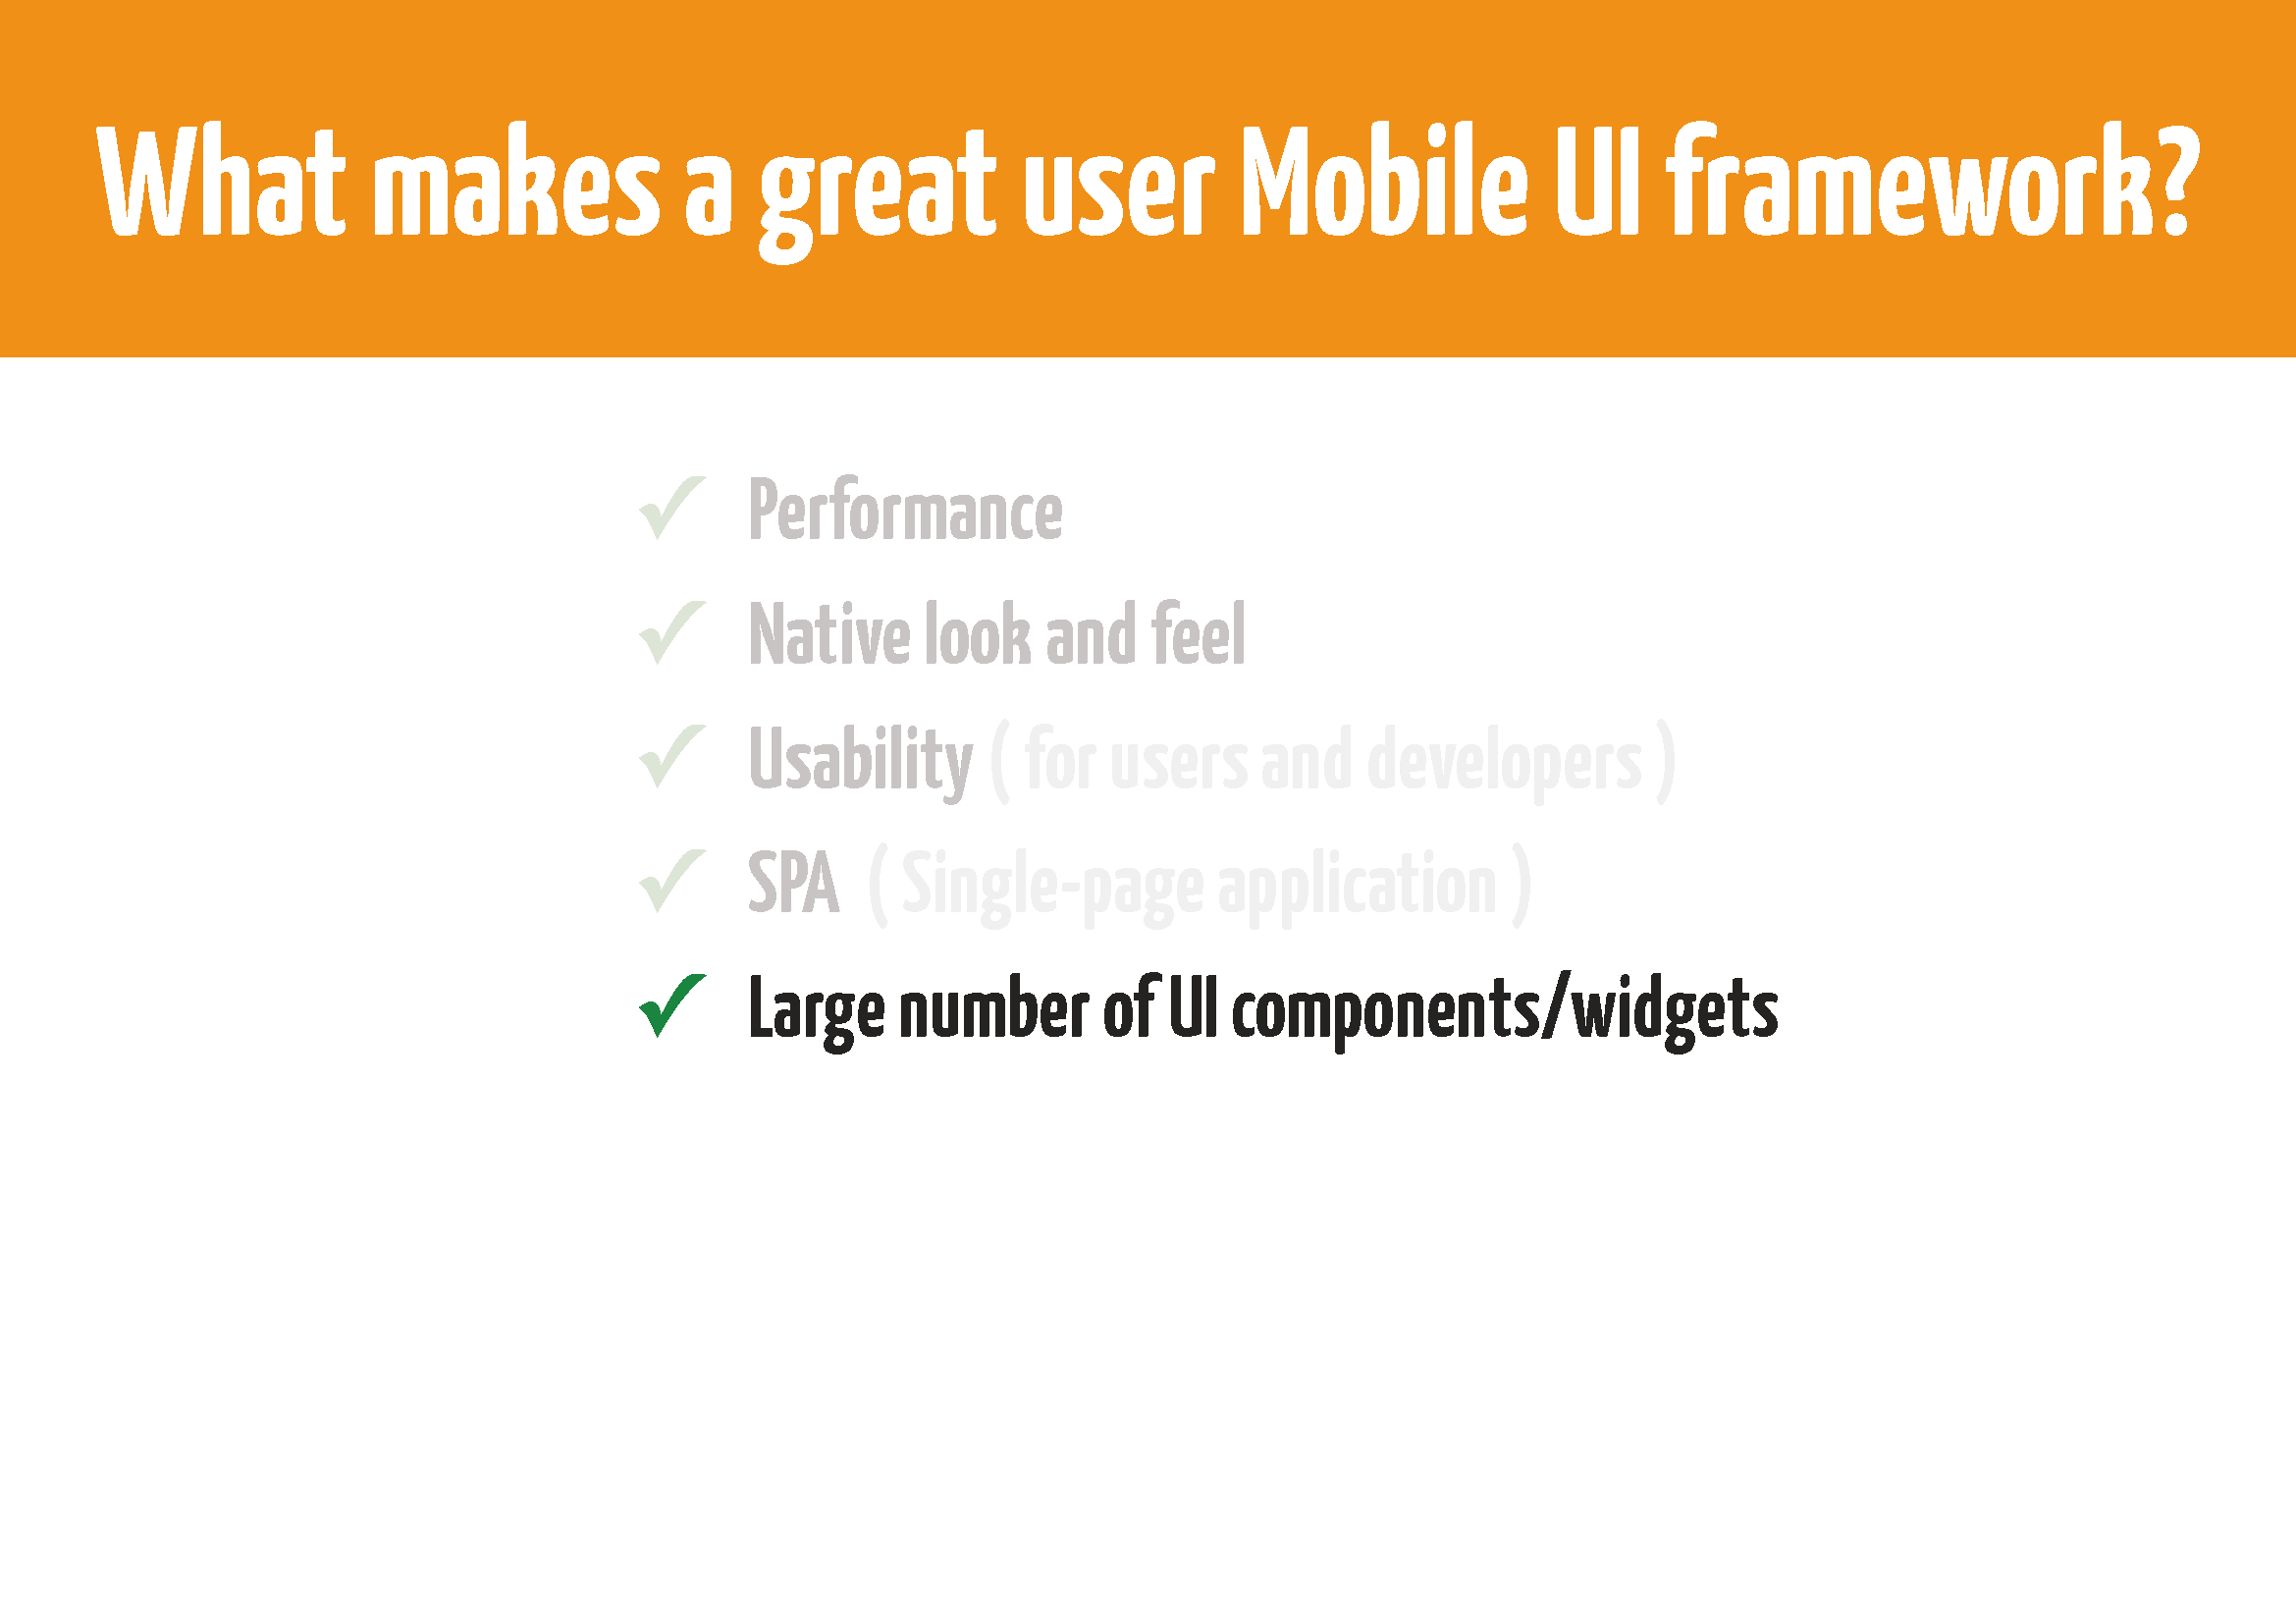 What makes a great user Mobile UI framework?
Performance
Native look and feel
Usability ( for users and developers )
SPA ( Single-page application )
Large number of UI components/widgets